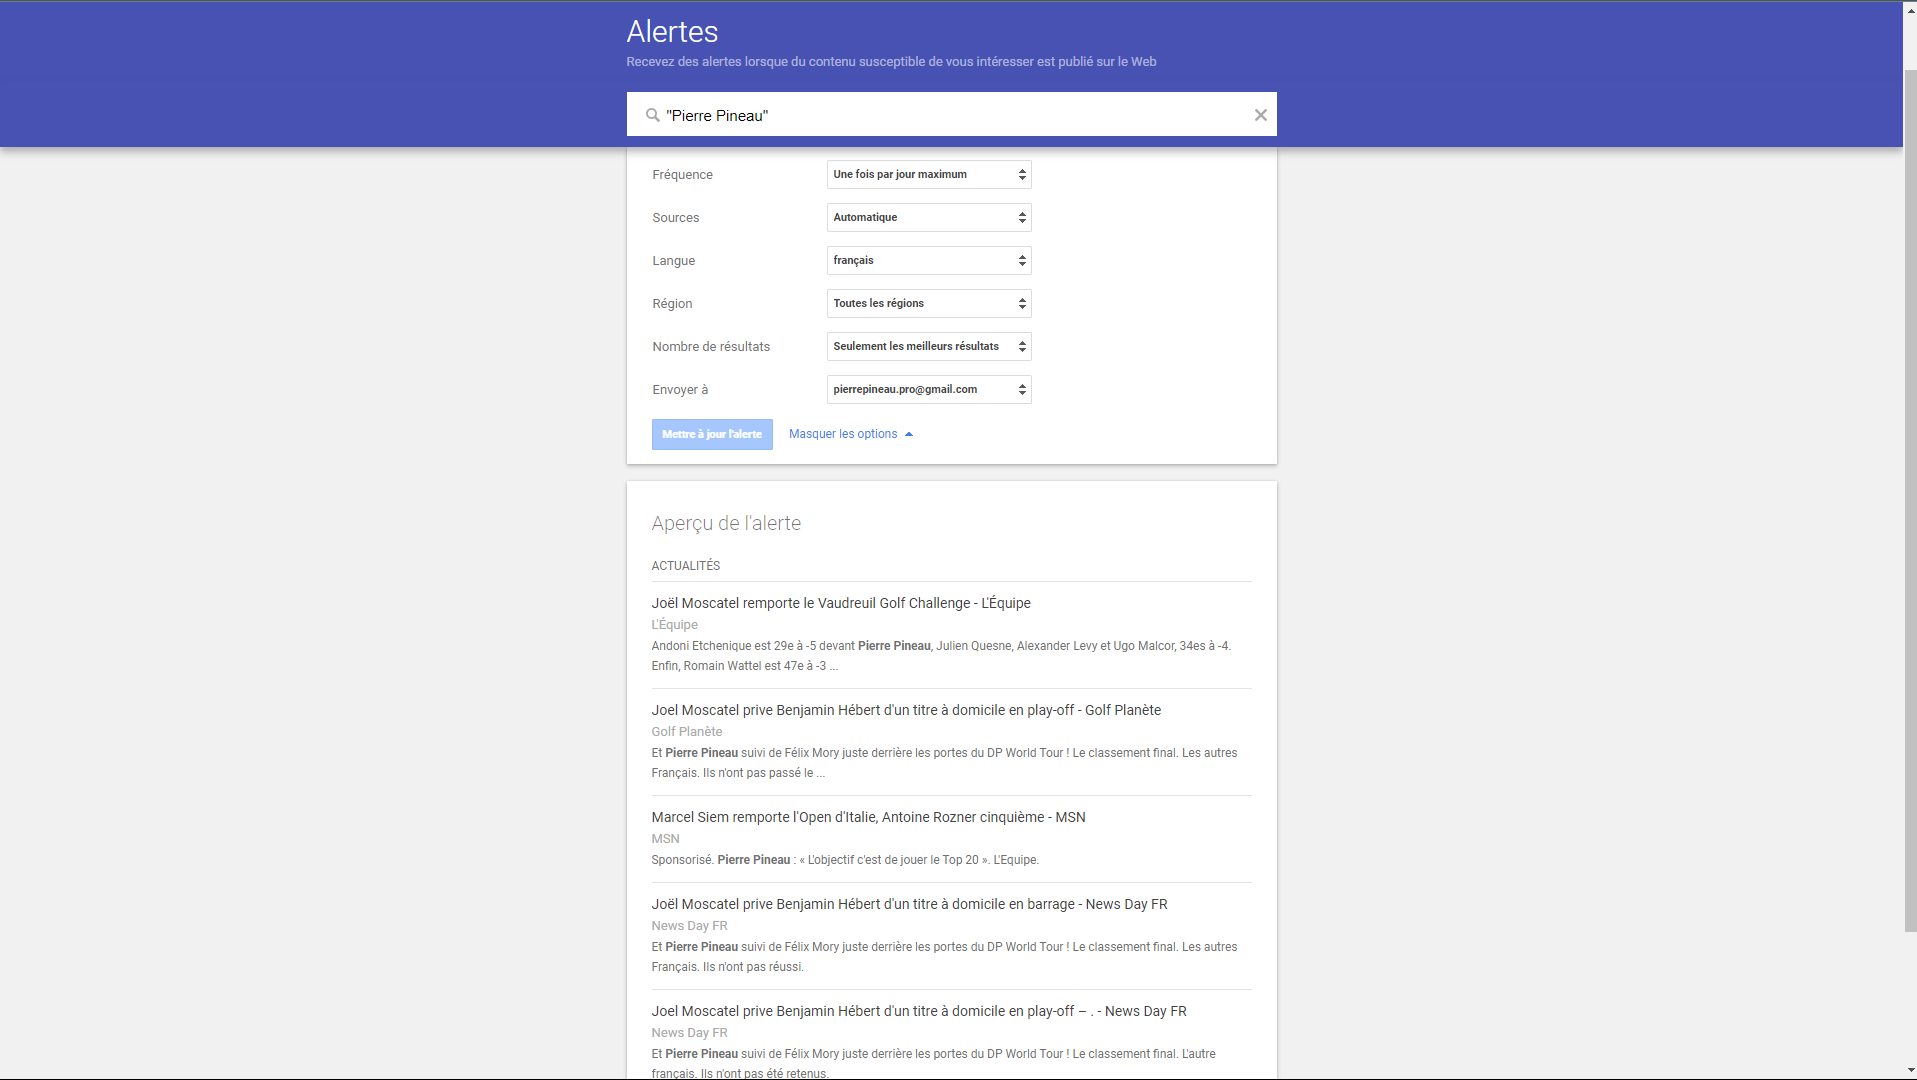 Alertes
Recevez des alertes lorsque du contenu susceptible de vous intéresser est publié sur le Web
"Pierre Pineau"
Fréquence
Une fois par jour maximum
Sources
Automatique
Langue
français
Région
Toutes les régions
Nombre de résultats
Seulement les meilleurs résultats
Envoyer à
pierrepineau.pro@gmail.com
Mettre à jour l'alerte
Masquer les options
Aperçu de l'alerte
ACTUALITÉS
Joël Moscatel remporte le Vaudreuil Golf Challenge - L'Équipe
L'Équipe
Andoni Etchenique est 29e à -5 devant Pierre Pineau, Julien Quesne, Alexander Levy et Ugo Malcor, 34es à -4.
Enfin, Romain Wattel est 47e à -3 ...
Joel Moscatel prive Benjamin Hébert d'un titre à domicile en play-off - Golf Planète
Golf Planète
Et Pierre Pineau suivi de Félix Mory juste derrière les portes du DP World Tour ! Le classement final. Les autres
Français. Ils n'ont pas passé le ...
Marcel Siem remporte l'Open d'Italie, Antoine Rozner cinquième - MSN
MSN
Sponsorisé. Pierre Pineau : « L'objectif c'est de jouer le Top 20 ». L'Equipe.
Joël Moscatel prive Benjamin Hébert d'un titre à domicile en barrage - News Day FR
News Day FR
Et Pierre Pineau suivi de Félix Mory juste derrière les portes du DP World Tour ! Le classement final. Les autres
Français. Ils n'ont pas réussi.
Joel Moscatel prive Benjamin Hébert d'un titre à domicile en play-off – . - News Day FR
News Day FR
Et Pierre Pineau suivi de Félix Mory juste derrière les portes du DP World Tour ! Le classement final. L'autre
français. Ils n'ont pas été retenus.